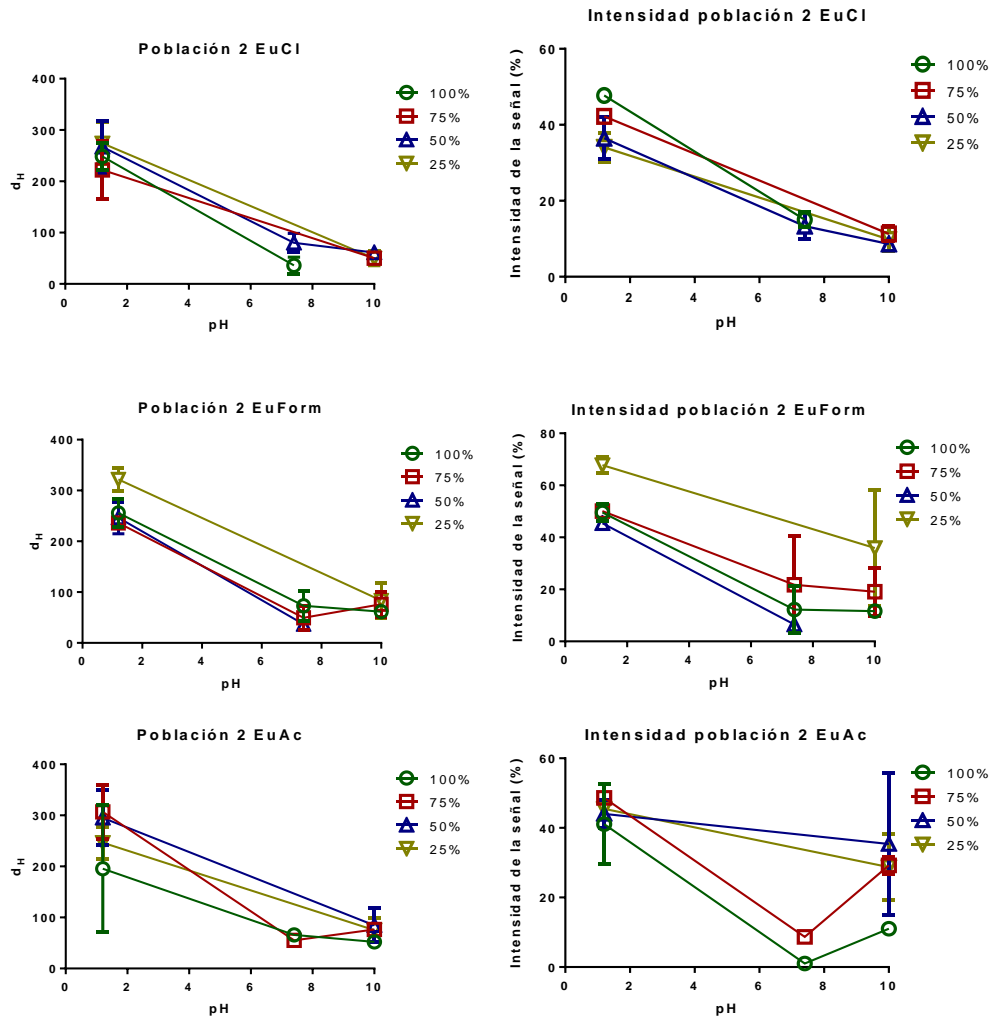 Población 2 EuCl
400
300
200
100
0
d_H
0 2 4 6 8 10
pH
100%
75%
50%
25%
Intensidad población 2 EuCl
60
40
20
0
Intensidad de la señal (%)
0 2 4 6 8 10
pH
100%
75%
50%
25%
Población 2 EuForm
400
300
200
100
0
d_H
0 2 4 6 8 10
pH
100%
75%
50%
25%
Intensidad población 2 EuForm
80
60
40
20
0
Intensidad de la señal (%)
0 2 4 6 8 10
pH
100%
75%
50%
25%
Población 2 EuAc
400
300
200
100
0
d_H
0 2 4 6 8 10
pH
100%
75%
50%
25%
Intensidad población 2 EuAc
60
40
20
0
Intensidad de la señal (%)
0 2 4 6 8 10
pH
100%
75%
50%
25%